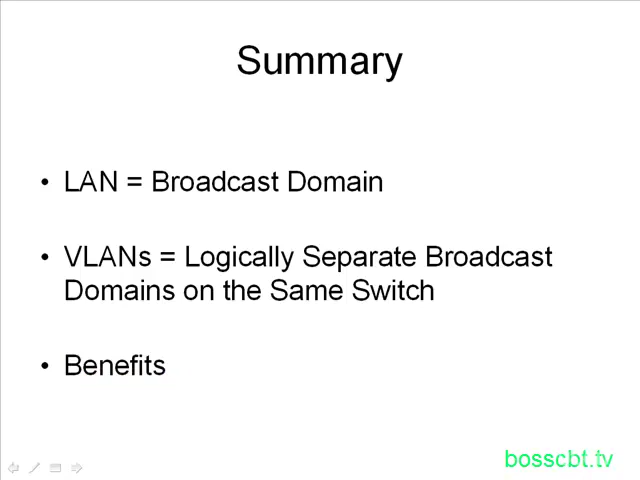 Summary
• LAN = Broadcast Domain
• VLANs = Logically Separate Broadcast
Domains on the Same Switch
• Benefits
bosscbt.tv